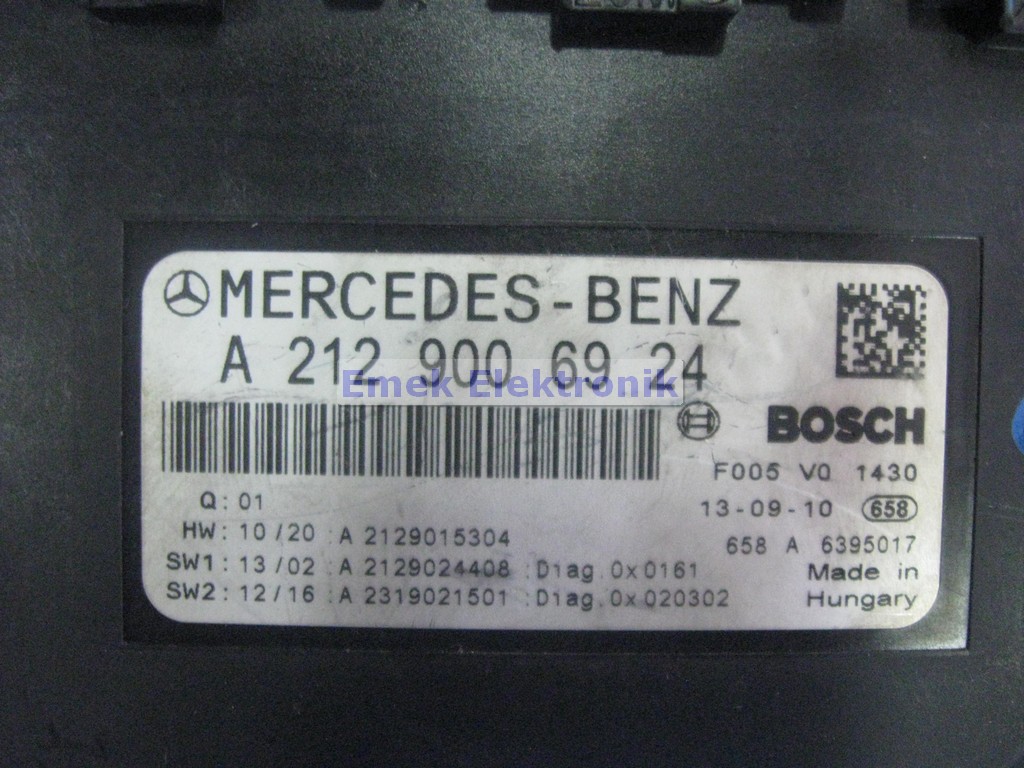 MERCEDES-BENZ
A 212 900 69 24
Emek Elektronik
BOSCH
F005 V0 1430
Q: 01
13-09-10 658
HW: 10/20 :A 2129015304
658 A 6395017
SW1: 13/02 :A 2129024408 :Diag.0x0161
Made in
SW2: 12/16 :A 2319021501 :Diag.0x020302
Hungary